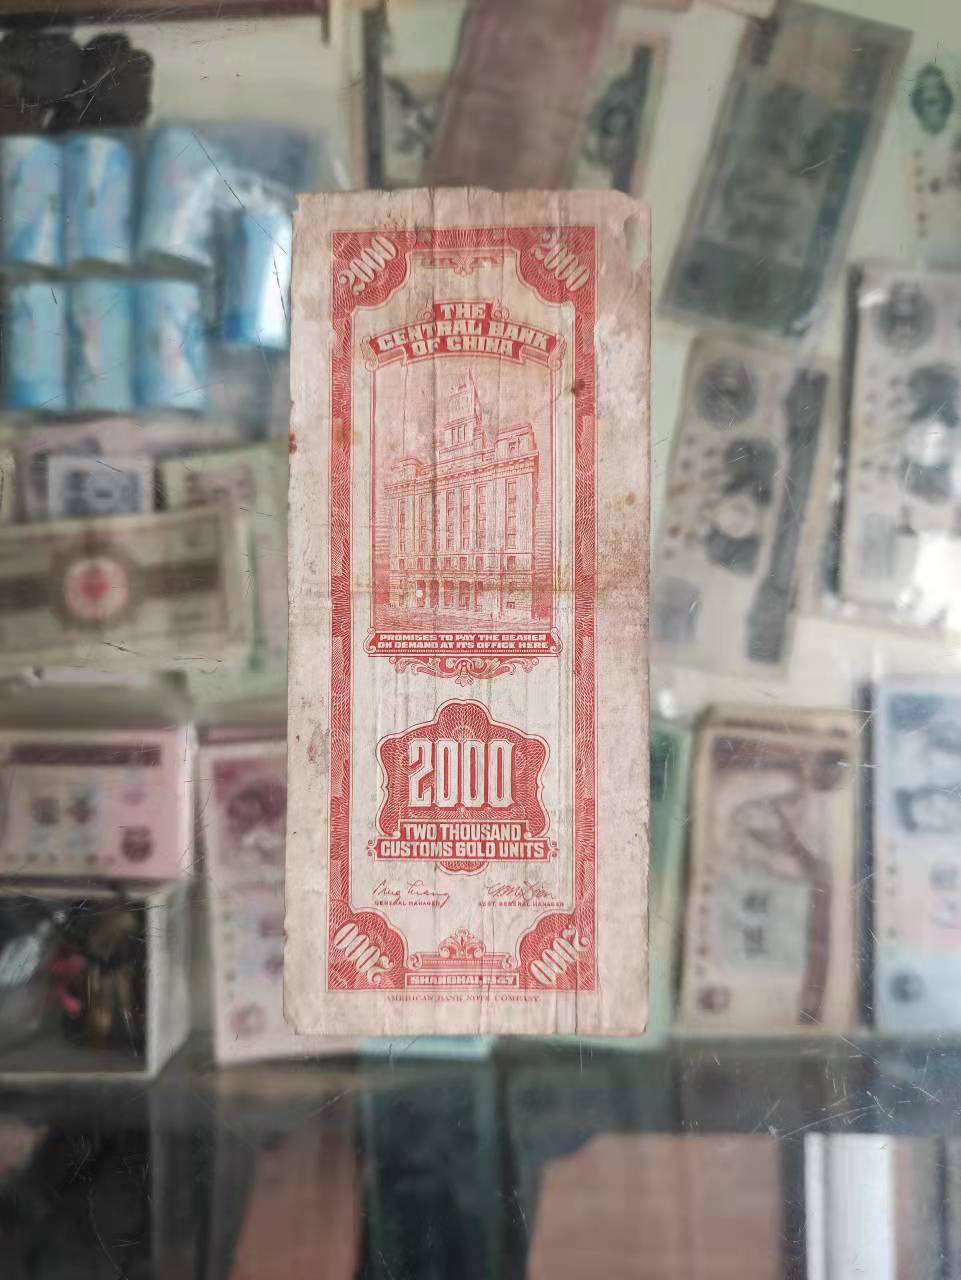 2000 2000
THE
CENTRAL BANK
OF CHINA
PROMISES TO PAY THE BEARER
ON DEMAND AT ITS OFFICE HERE
2000
TWO THOUSAND
CUSTOMS GOLD UNITS
GENERAL MANAGER ASST. GENERAL MANAGER
2000 2000
SHANGHAI, 1947
AMERICAN BANK NOTE COMPANY.